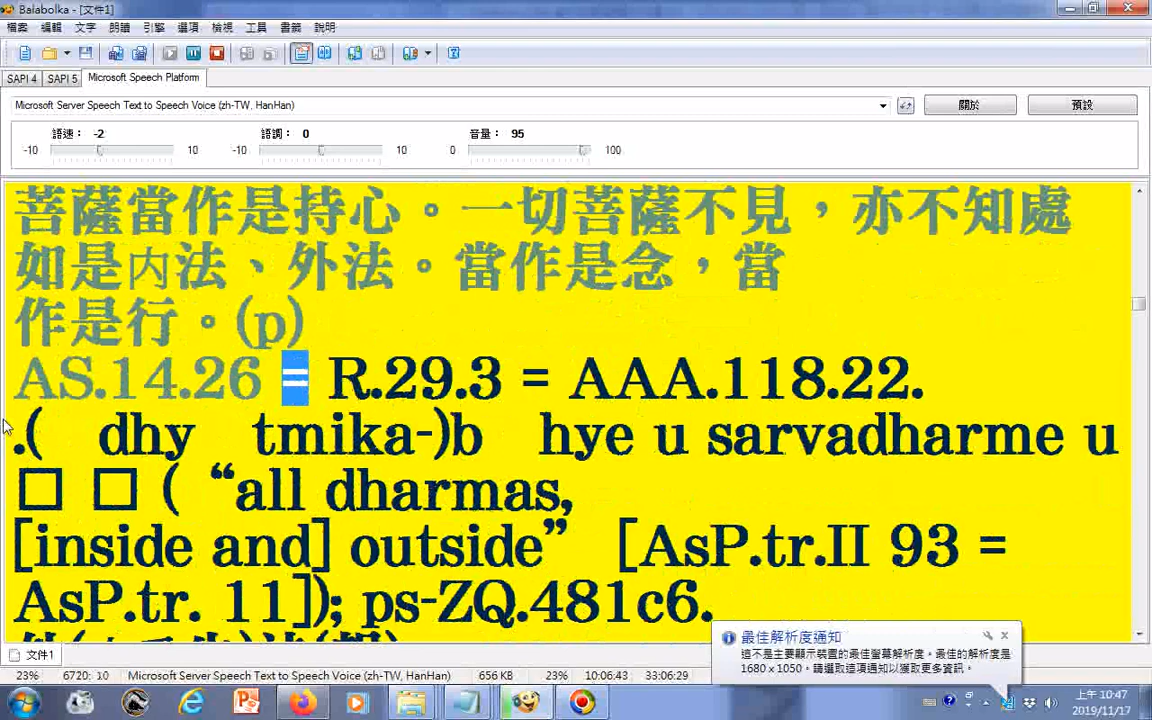 Balabolka - [文件1]
檔案 編輯 文字 朗讀 引擎 選項 檢視 工具 書籤 說明
SAPI 4 SAPI 5 Microsoft Speech Platform
Microsoft Server Speech Text to Speech Voice (zh-TW, HanHan)
關於 預設
語速： -2 語調： 0 音量： 95
-10 10 -10 10 0 100
菩薩當作是持心。一切菩薩不見，亦不知處
如是內法、外法。當作是念，當
作是行。(p)
AS.14.26 = R.29.3 = AAA.118.22.
.( dhy tmika-)b hye u sarvadharme u
□ □ ( “all dharmas,
[inside and] outside” [AsP.tr.II 93 =
AsP.tr. 11]); ps-ZQ.481c6.
最佳解析度通知
這不是主要顯示裝置的最佳螢幕解析度。最佳的解析度是
1680 x 1050。請選取這項通知以獲取更多資訊。
文件1
23% 6720: 10 Microsoft Server Speech Text to Speech Voice (zh-TW, HanHan) 656 KB 23% 10:06:43 33:06:29
上午 10:47
2019/11/17